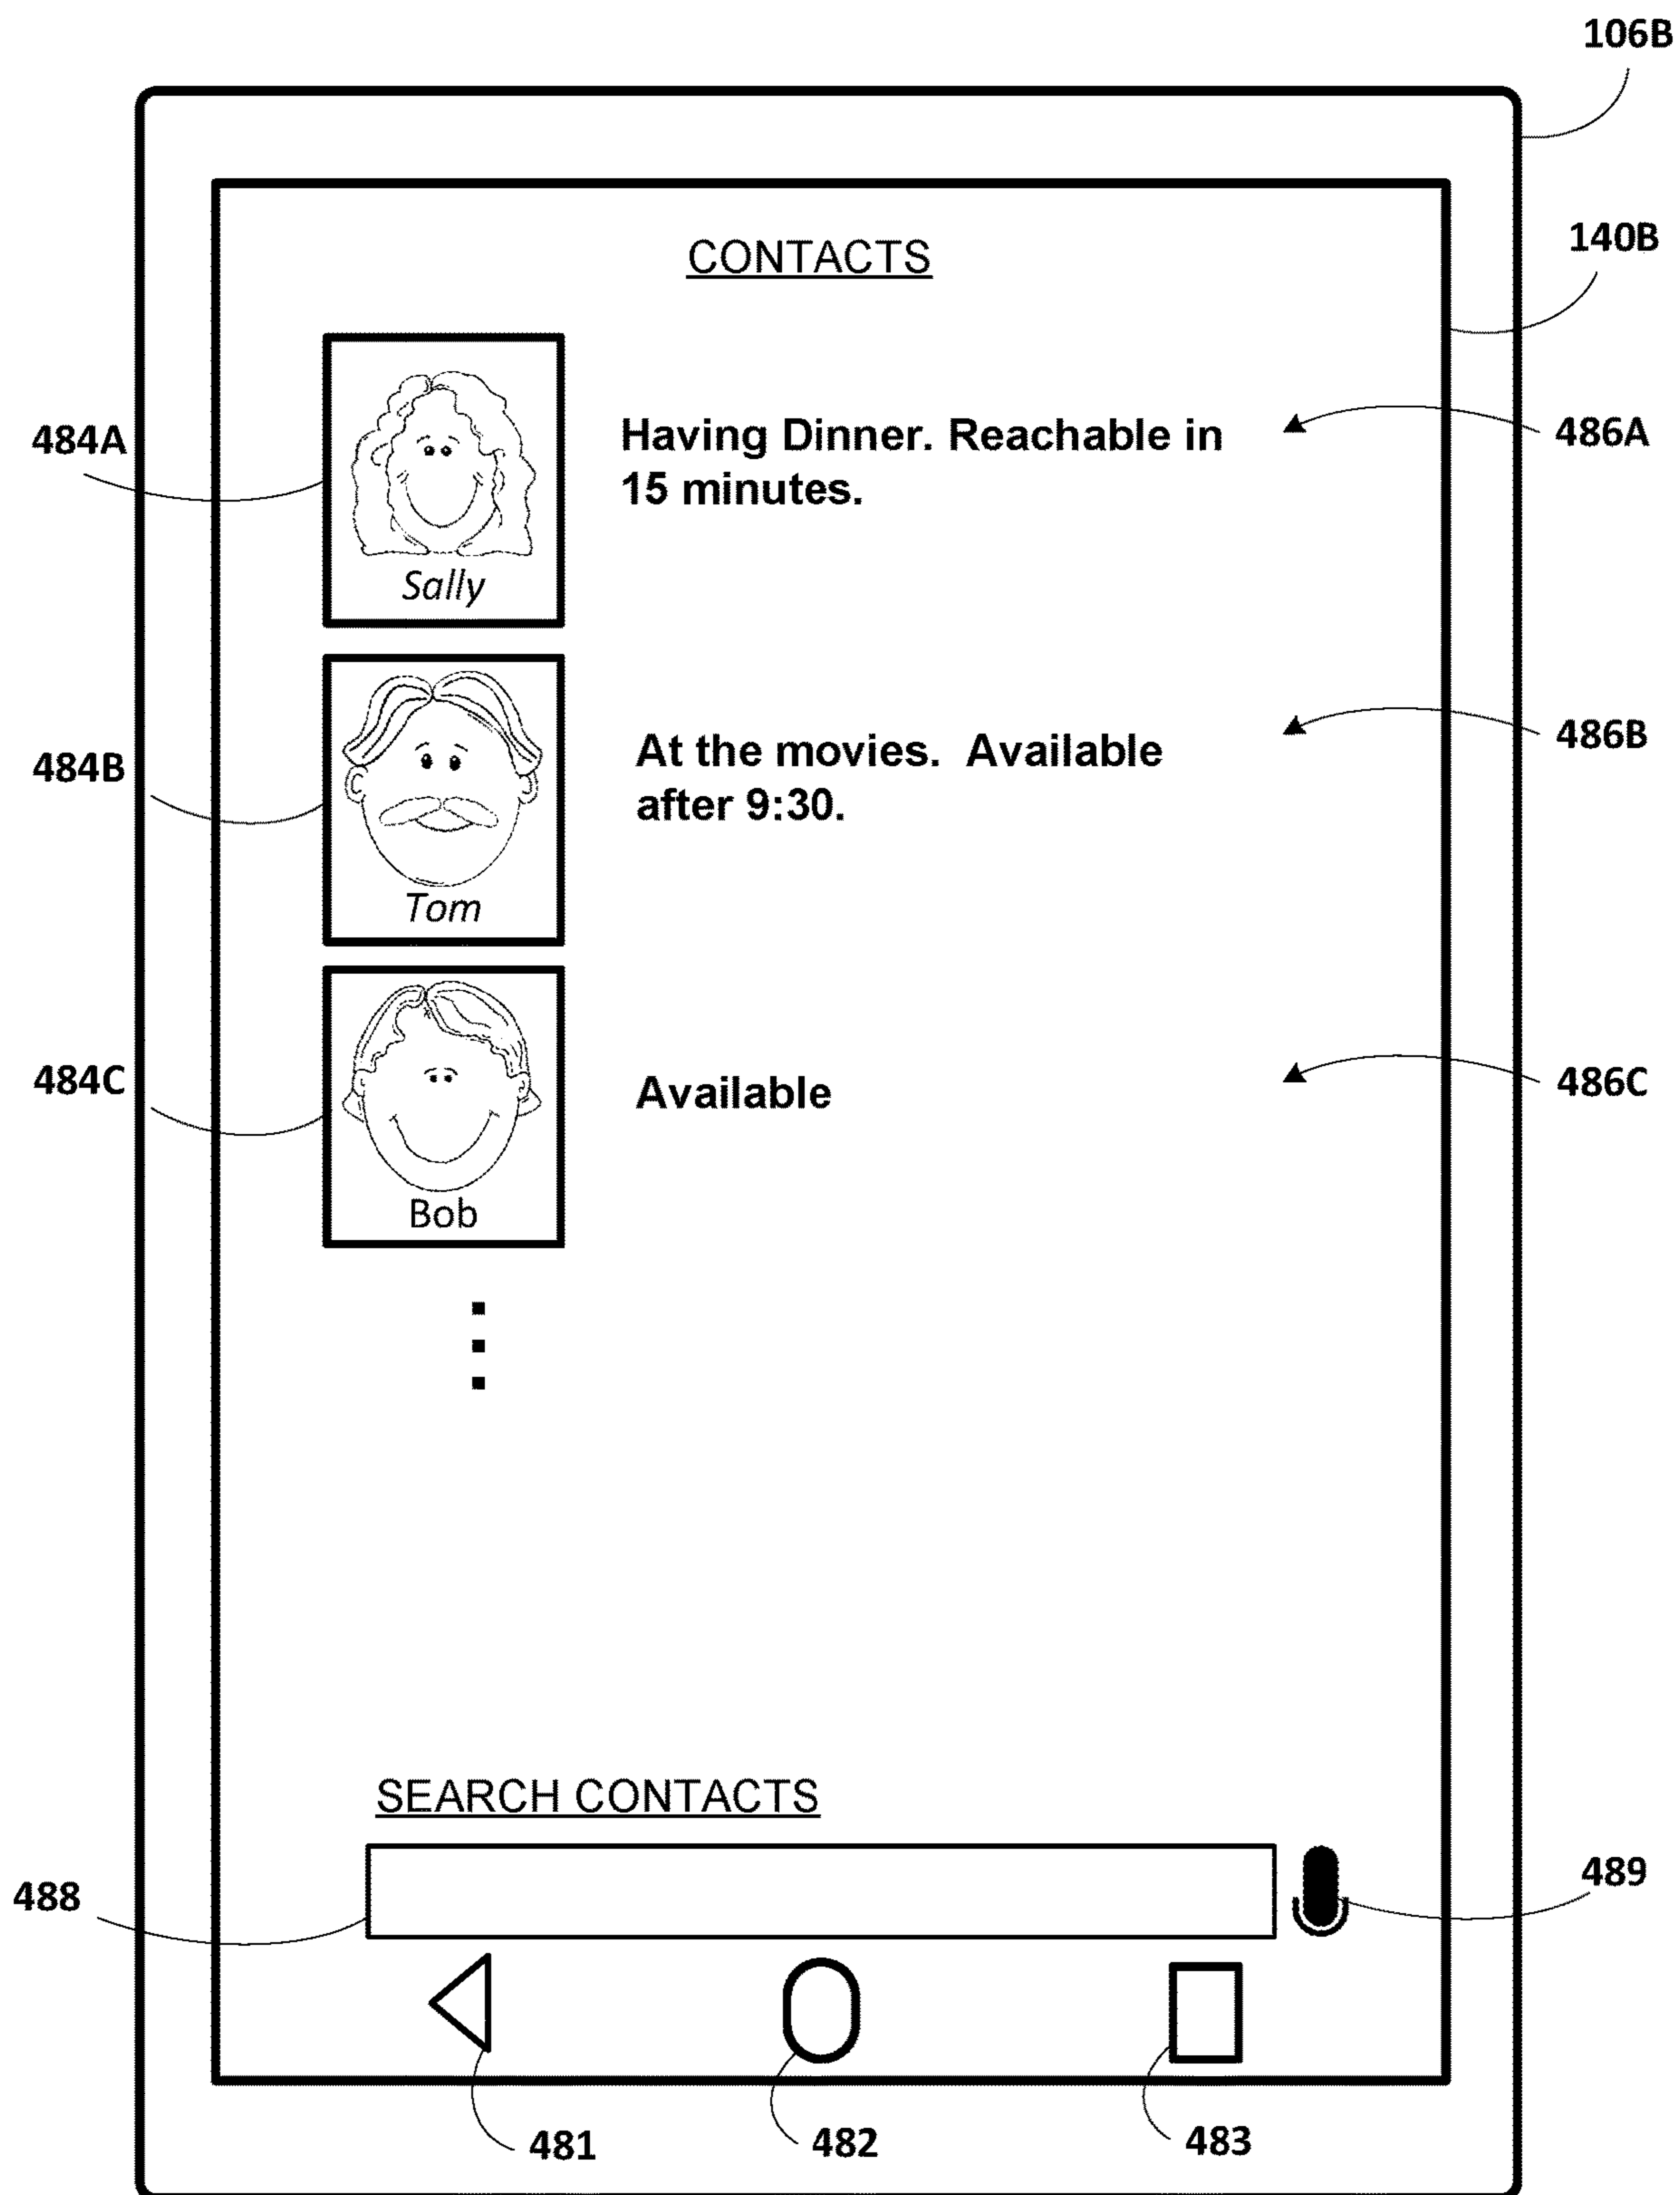 106B
140B
CONTACTS
484A
Having Dinner. Reachable in
15 minutes.
486A
Sally
484B
At the movies.  Available
after 9:30.
486B
Tom
484C
Available
486C
Bob
SEARCH CONTACTS
488
489
481
482
483